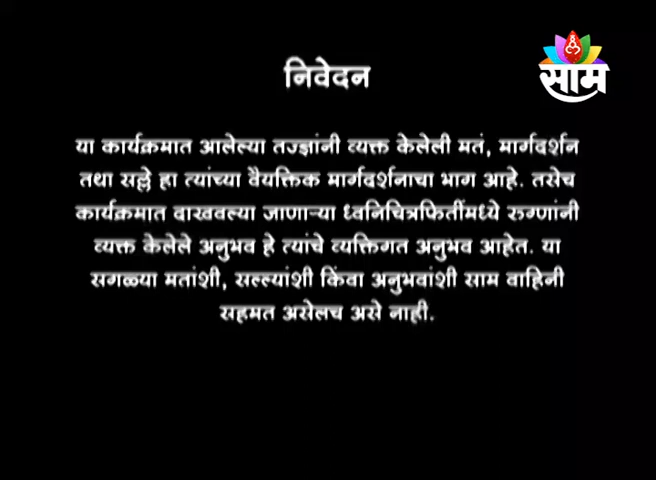 निवेदन
साम
या कार्यक्रमात आलेल्या तज्ज्ञांनी व्यक्त केलेली मतं, मार्गदर्शन
तथा सल्ले हा त्यांच्या वैयक्तिक मार्गदर्शनाचा भाग आहे. तसेच
कार्यक्रमात दाखवल्या जाणाऱ्या ध्वनिचित्रफितींमध्ये रुग्णांनी
व्यक्त केलेले अनुभव हे त्यांचे व्यक्तिगत अनुभव आहेत. या
सगळ्या मतांशी, सल्ल्यांशी किंवा अनुभवांशी साम वाहिनी
सहमत असेलच असे नाही.